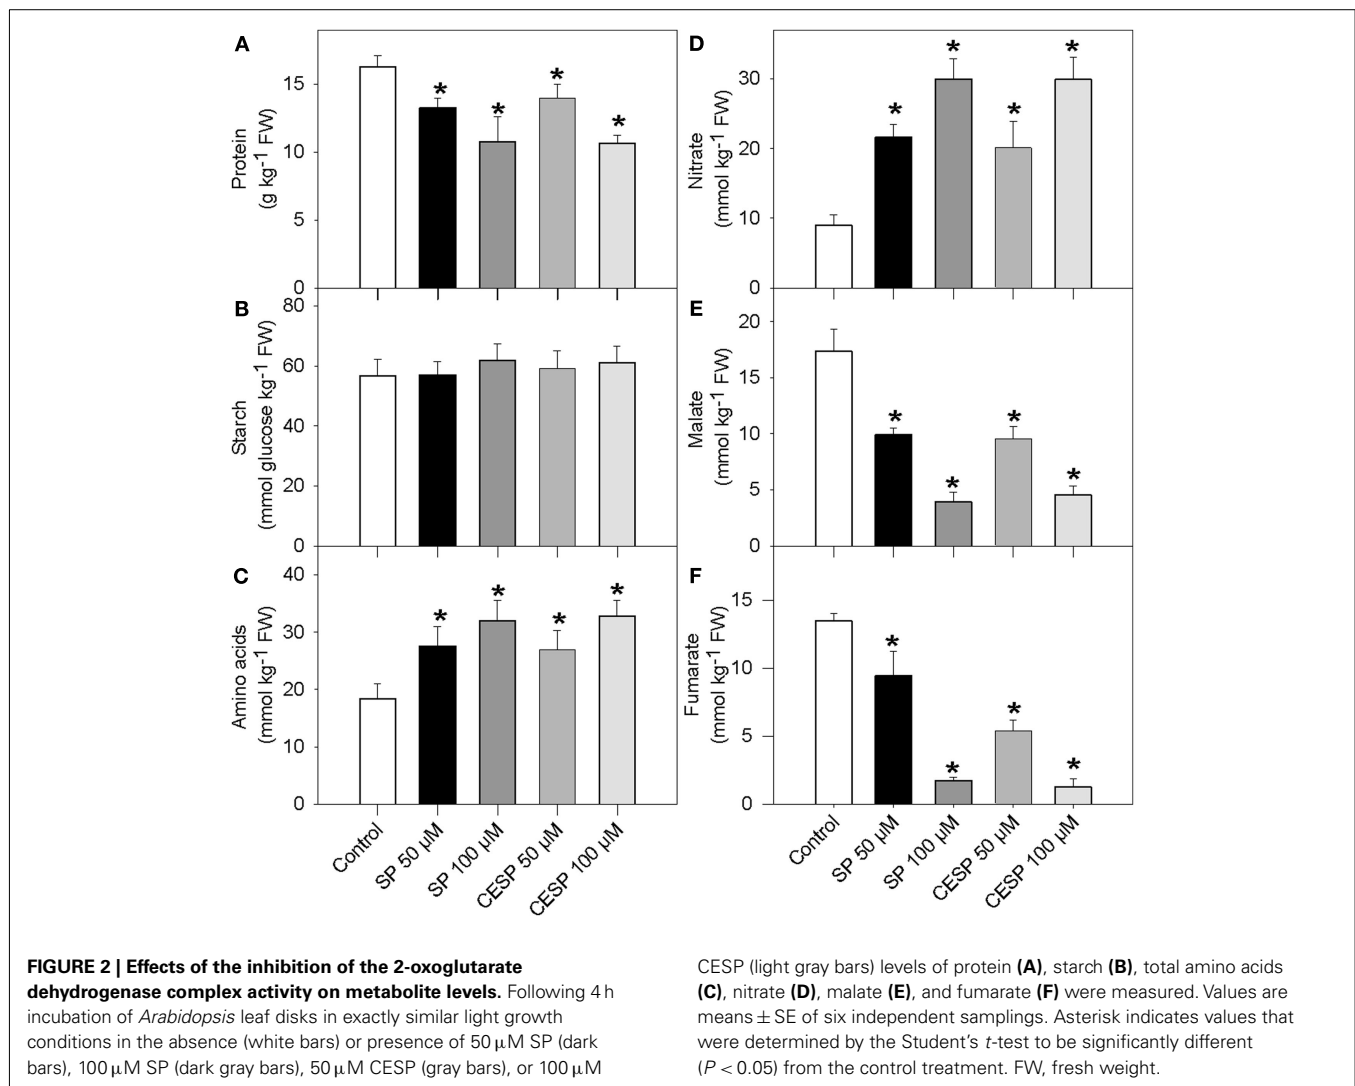 A
Protein
(g kg-1 FW)
15
10
5
0
*
*
*
*
B
Starch
(mmol glucose kg-1 FW)
80
60
40
20
0
C
Amino acids
(mmol kg-1 FW)
40
30
20
10
0
*
*
*
*
Control
SP 50 µM
SP 100 µM
CESP 50 µM
CESP 100 µM
D
Nitrate
(mmol kg-1 FW)
30
20
10
0
*
*
*
*
E
Malate
(mmol kg-1 FW)
20
15
10
5
0
*
*
*
*
F
Fumarate
(mmol kg-1 FW)
15
10
5
0
*
*
*
*
Control
SP 50 µM
SP 100 µM
CESP 50 µM
CESP 100 µM
FIGURE 2 | Effects of the inhibition of the 2-oxoglutarate
dehydrogenase complex activity on metabolite levels. Following 4 h
incubation of Arabidopsis leaf disks in exactly similar light growth
conditions in the absence (white bars) or presence of 50 µM SP (dark
bars), 100 µM SP (dark gray bars), 50 µM CESP (gray bars), or 100 µM
CESP (light gray bars) levels of protein (A), starch (B), total amino acids
(C), nitrate (D), malate (E), and fumarate (F) were measured. Values are
means ± SE of six independent samplings. Asterisk indicates values that
were determined by the Student's t-test to be significantly different
(P < 0.05) from the control treatment. FW, fresh weight.